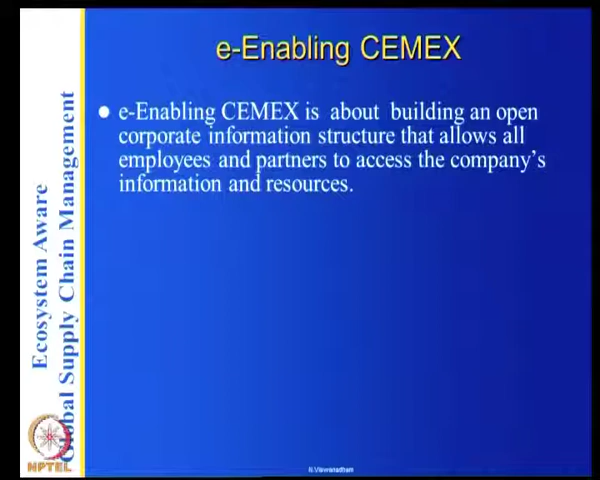 e-Enabling CEMEX
e-Enabling CEMEX is about building an open
corporate information structure that allows all
employees and partners to access the company's
information and resources.
Ecosystem Aware
Global Supply Chain Management
NPTEL
N.Viswanadham